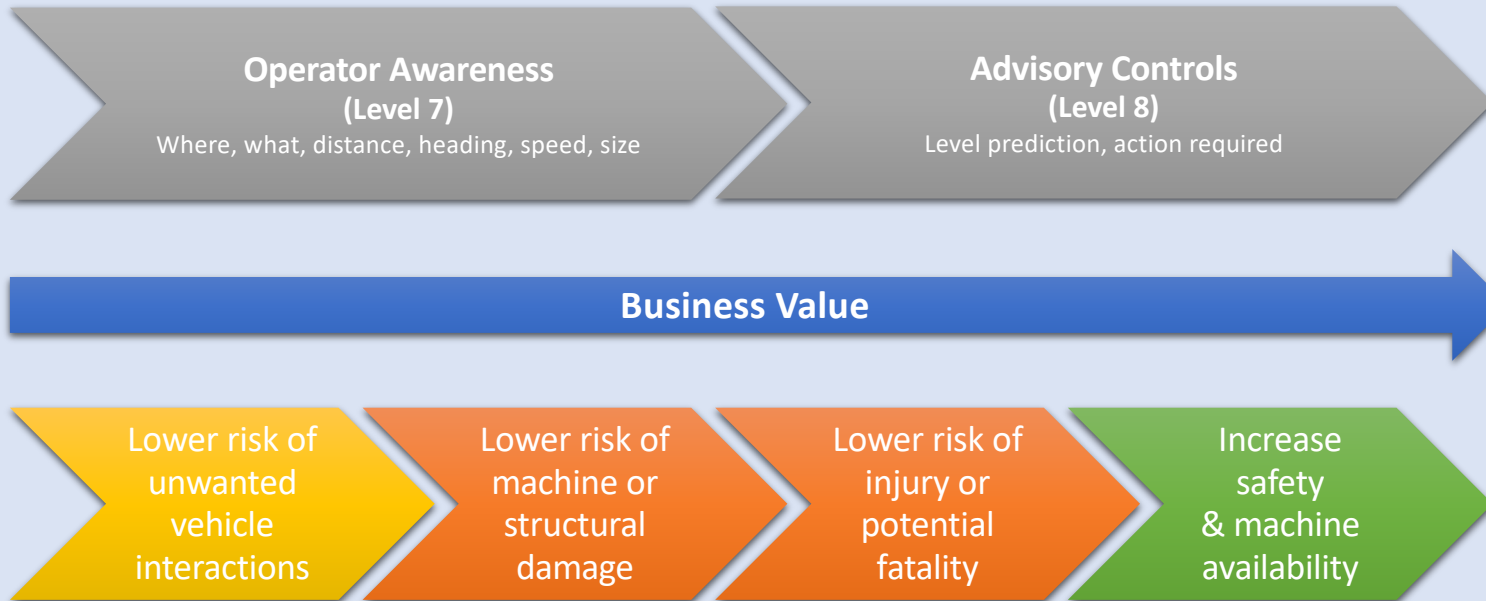 Operator Awareness
(Level 7)
Where, what, distance, heading, speed, size
Advisory Controls
(Level 8)
Level prediction, action required
Business Value
Lower risk of
unwanted
vehicle
interactions
Lower risk of
machine or
structural
damage
Lower risk of
injury or
potential
fatality
Increase
safety
& machine
availability